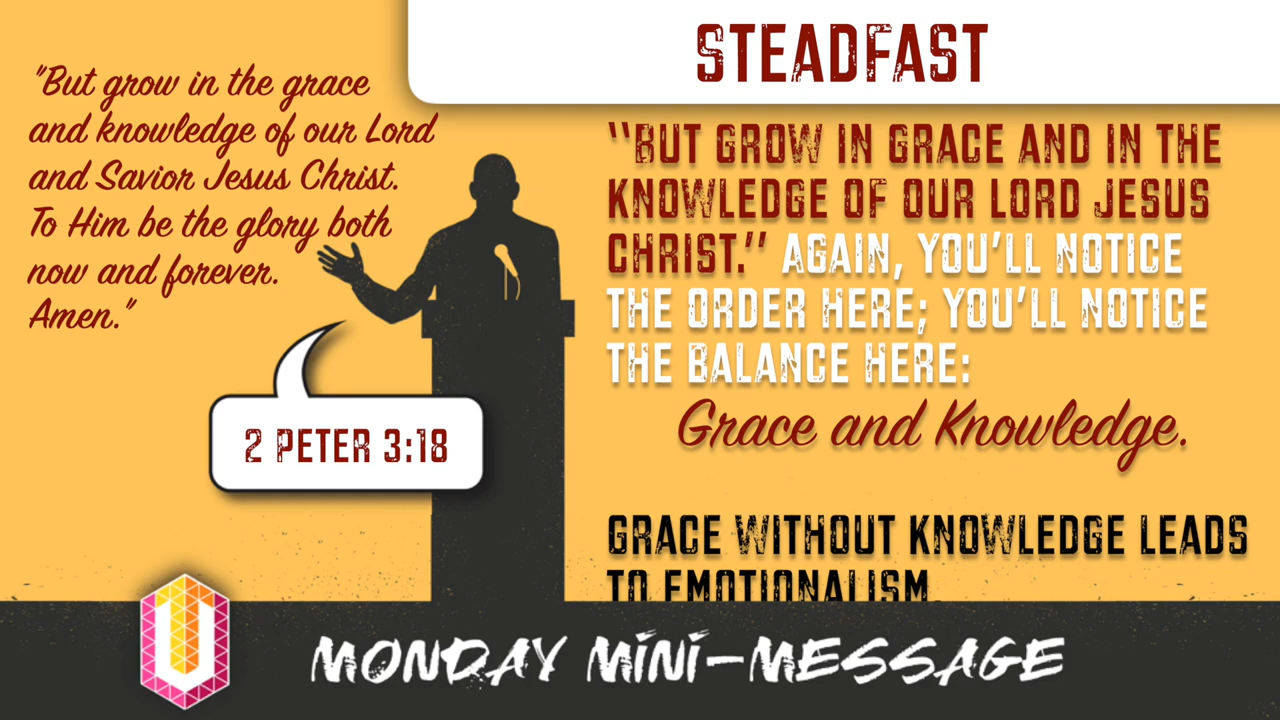 STEADFAST
"But grow in the grace
and knowledge of our Lord
and Savior Jesus Christ.
To Him be the glory both
now and forever.
Amen."
2 PETER 3:18
"BUT GROW IN GRACE AND IN THE
KNOWLEDGE OF OUR LORD JESUS
CHRIST." AGAIN, YOU'LL NOTICE
THE ORDER HERE; YOU'LL NOTICE
THE BALANCE HERE:
Grace and Knowledge.
GRACE WITHOUT KNOWLEDGE LEADS
TO EMOTIONALISM.
U
MONDAY MINI-MESSAGE